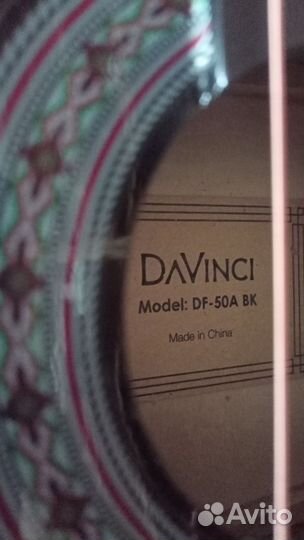 DAVINCI
Model: DF-50A BK
Made in China
Avito